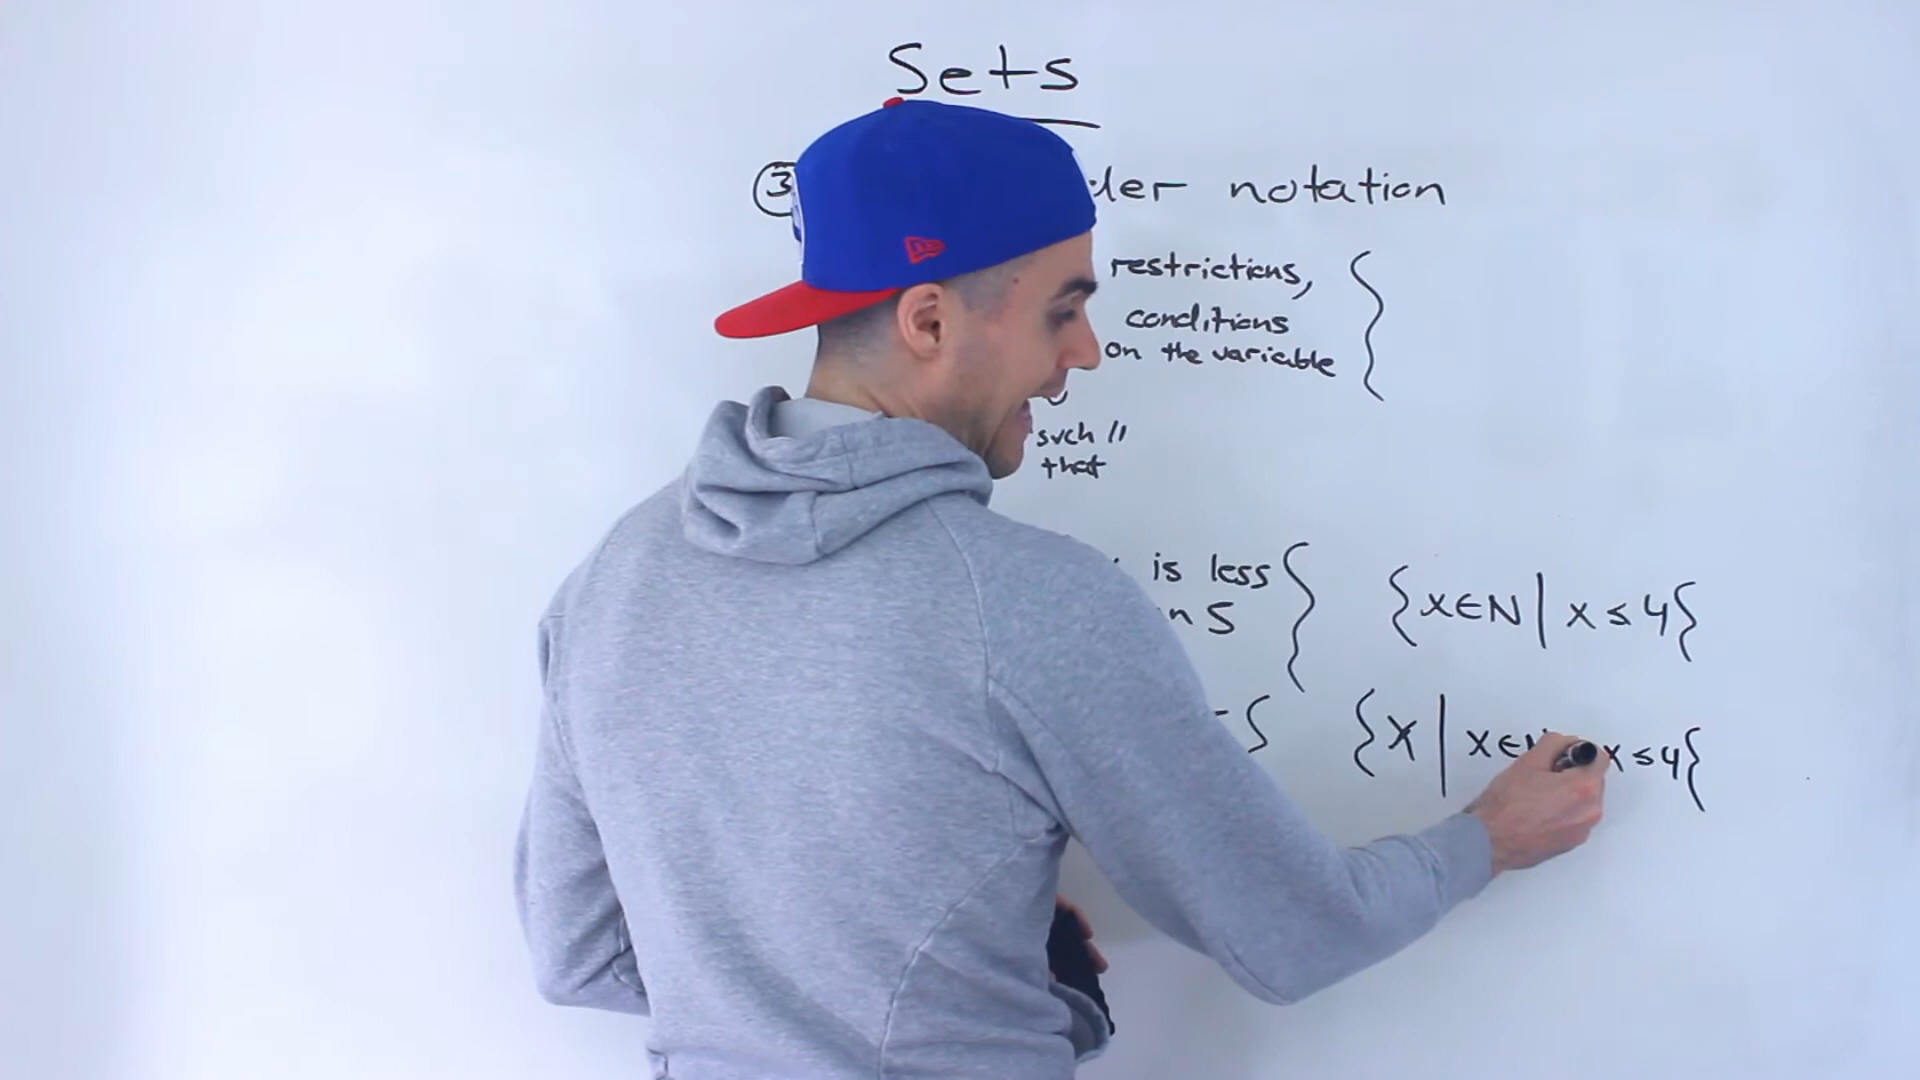 Sets
③ der notation
restrictions, {
conditions
on the variable
such //
that
is less { {x∈N | x ≤ 4{
n 5
{x | x∈N x ≤ 4{